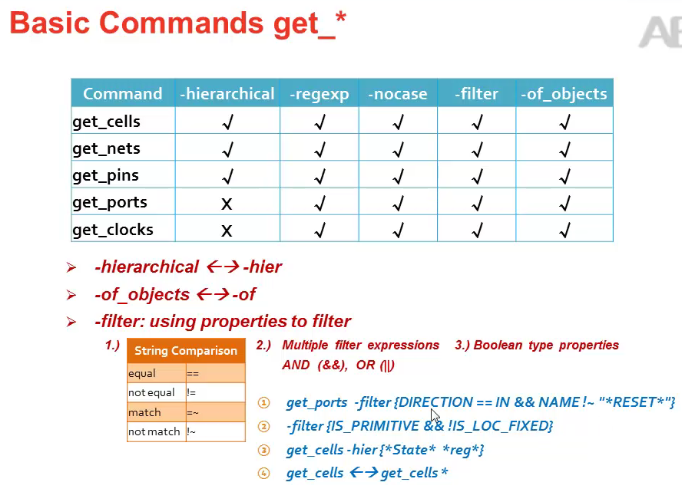 Basic Commands get_*
Command -hierarchical -regexp -nocase -filter -of_objects
get_cells √ √ √ √ √
get_nets √ √ √ √ √
get_pins √ √ √ √ √
get_ports X √ √ √ √
get_clocks X √ √ √ √
➢ -hierarchical ←→ -hier
➢ -of_objects ←→ -of
➢ -filter: using properties to filter
1.) String Comparison
equal ==
not equal !=
match =~
not match !~
2.) Multiple filter expressions
AND (&&), OR (||)
3.) Boolean type properties
① get_ports -filter {DIRECTION == IN && NAME !~ "*RESET*"}
② -filter {IS_PRIMITIVE && !IS_LOC_FIXED}
③ get_cells -hier {*State* *reg*}
④ get_cells ←→ get_cells *